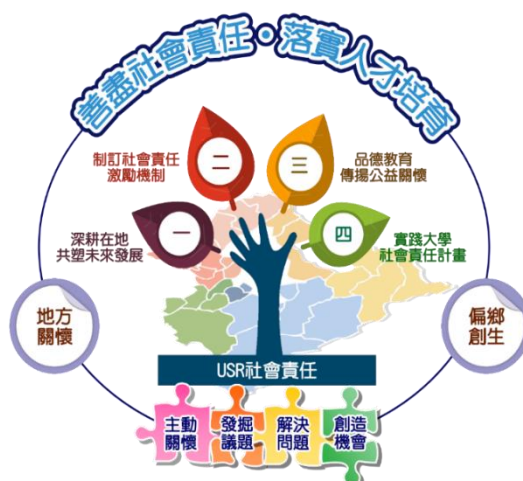 善盡社會責任・落實人才培育
二
制訂社會責任
激勵機制
三
品德教育
傳揚公益關懷
一
深耕在地
共塑未來發展
四
實踐大學
社會責任計畫
地方
關懷
偏鄉
創生
USR社會責任
主動
關懷
發掘
議題
解決
問題
創造
機會